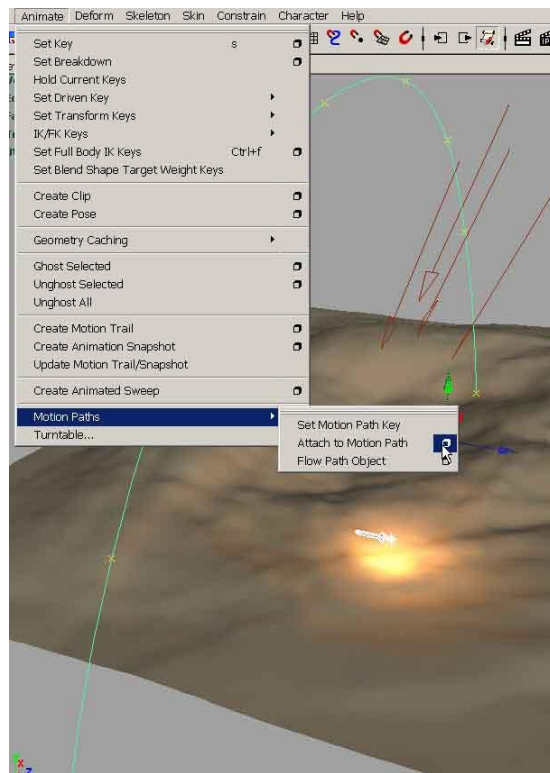 Animate Deform Skeleton Skin Constrain Character Help
Set Key s
Set Breakdown
Hold Current Keys
Set Driven Key
Set Transform Keys
IK/FK Keys
Set Full Body IK Keys Ctrl+f
Set Blend Shape Target Weight Keys
Create Clip
Create Pose
Geometry Caching
Ghost Selected
Unghost Selected
Unghost All
Create Motion Trail
Create Animation Snapshot
Update Motion Trail/Snapshot
Create Animated Sweep
Motion Paths
Turntable...
Set Motion Path Key
Attach to Motion Path
Flow Path Object
x
z